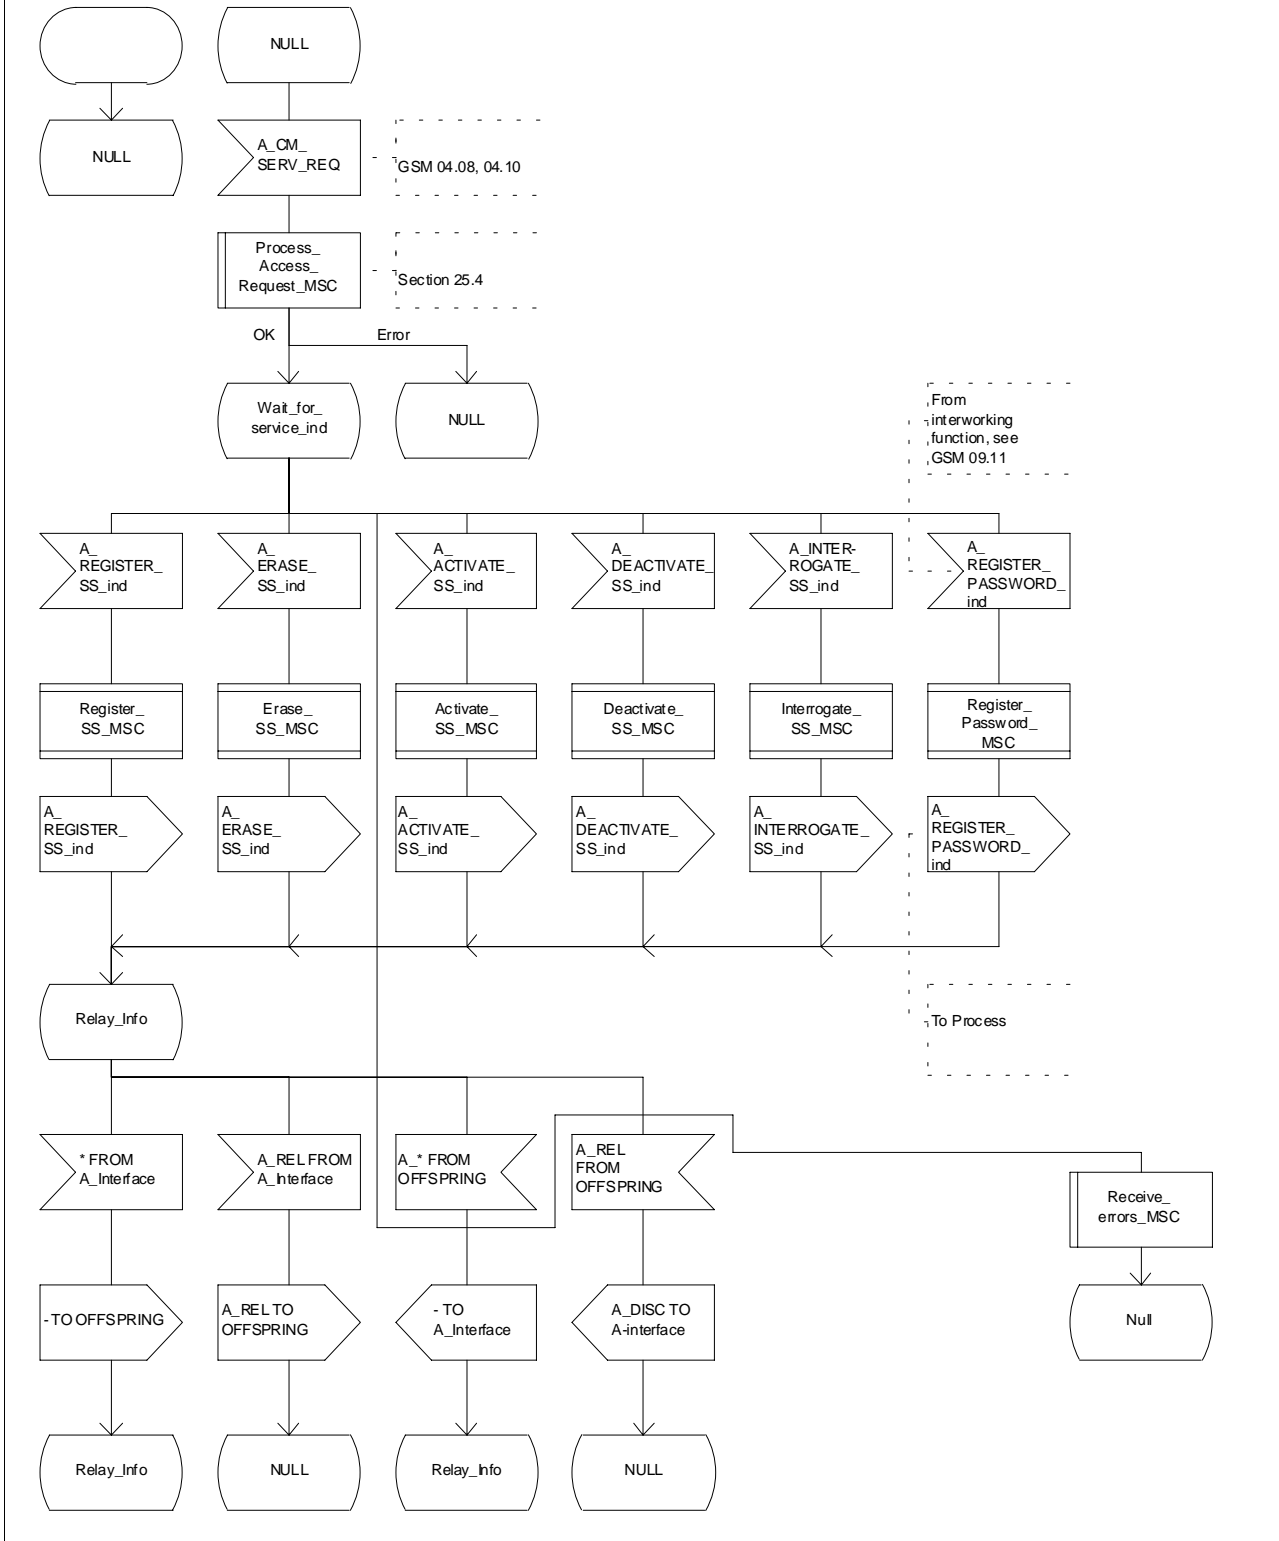 NULL
NULL
A_CM_
SERV_REQ
GSM 04.08, 04.10
Process_
Access_
Request_MSC
Section 25.4
OK
Error
Wait_for_
service_ind
NULL
From
interworking
function, see
GSM 09.11
A_
REGISTER_
SS_ind
A_
ERASE_
SS_ind
A_
ACTIVATE_
SS_ind
A_
DEACTIVATE_
SS_ind
A_INTER-
ROGATE_
SS_ind
A_
REGISTER_
PASSWORD_
ind
Register_
SS_MSC
Erase_
SS_MSC
Activate_
SS_MSC
Deactivate_
SS_MSC
Interrogate_
SS_MSC
Register_
Password_
MSC
A_
REGISTER_
SS_ind
A_
ERASE_
SS_ind
A_
ACTIVATE_
SS_ind
A_
DEACTIVATE_
SS_ind
A_
INTERROGATE_
SS_ind
A_
REGISTER_
PASSWORD_
ind
Relay_Info
To Process
* FROM
A_Interface
A_REL FROM
A_Interface
A_* FROM
OFFSPRING
A_REL
FROM
OFFSPRING
Receive_
errors_MSC
- TO OFFSPRING
A_REL TO
OFFSPRING
- TO
A_Interface
A_DISC TO
A-interface
Null
Relay_Info
NULL
Relay_Info
NULL